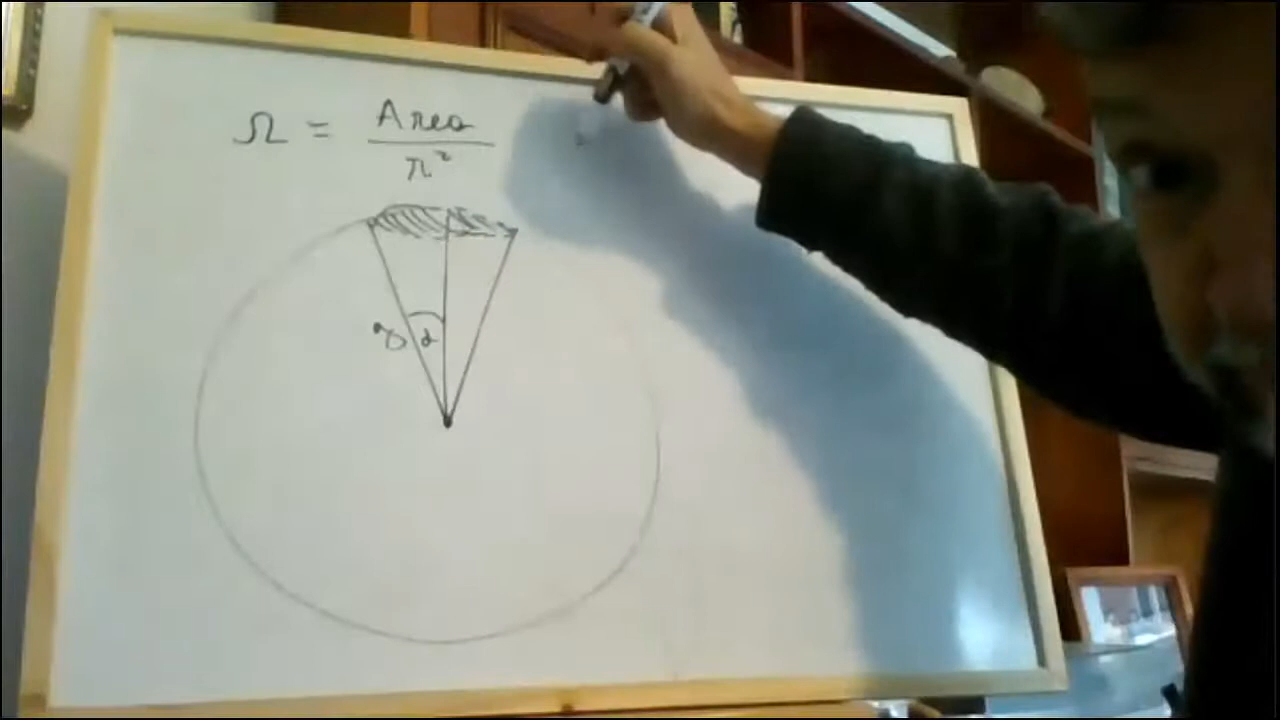 Ω = Area / r²
r
α